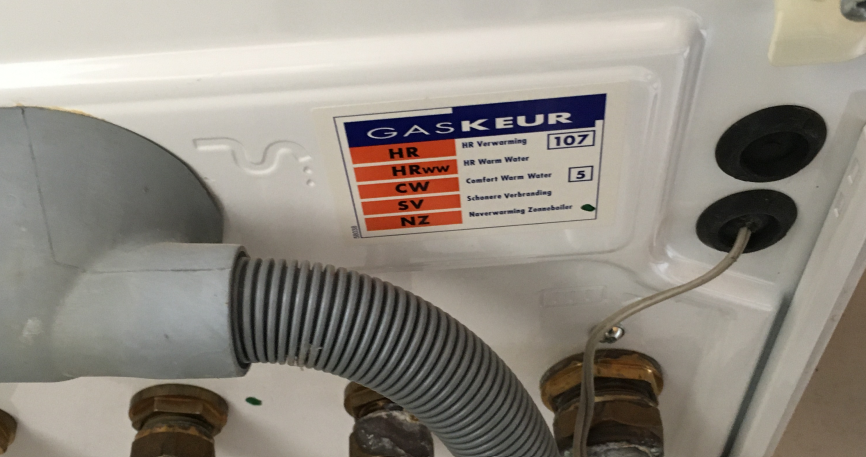 GASKEUR
HR HR Verwarming 107
HRww HR Warm Water
CW Comfort Warm Water 5
SV Schonere Verbranding
NZ Naverwarming Zonneboiler